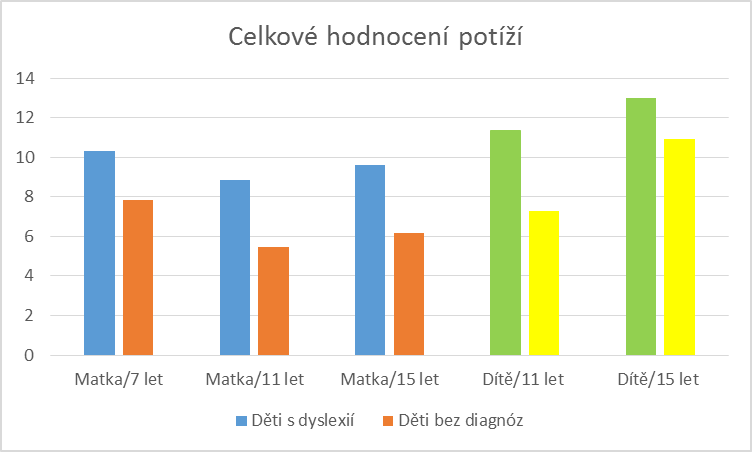 Celkové hodnocení potíží
14
12
10
8
6
4
2
0
Matka/7 let Matka/11 let Matka/15 let Dítě/11 let Dítě/15 let
Děti s dyslexií Děti bez diagnóz